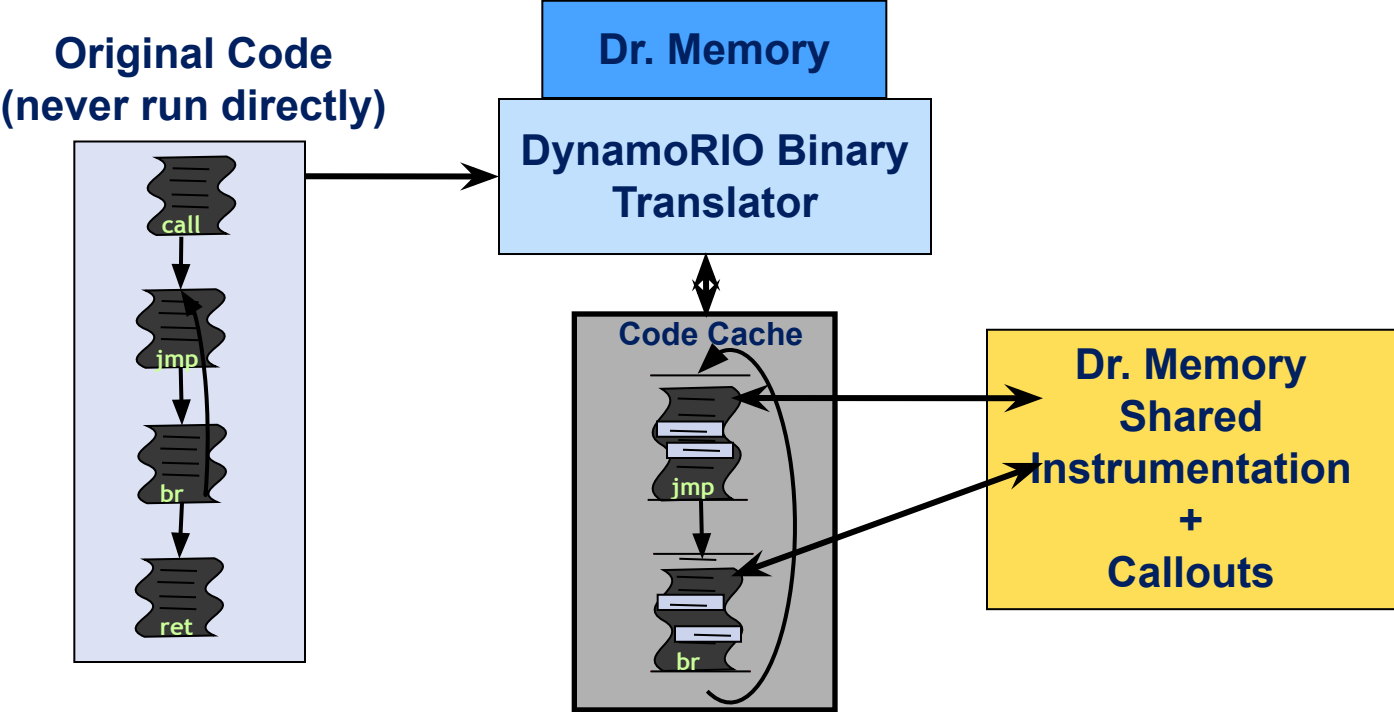 Original Code
(never run directly)
call
jmp
br
ret
Dr. Memory
DynamoRIO Binary
Translator
Code Cache
jmp
br
Dr. Memory
Shared
Instrumentation
+
Callouts